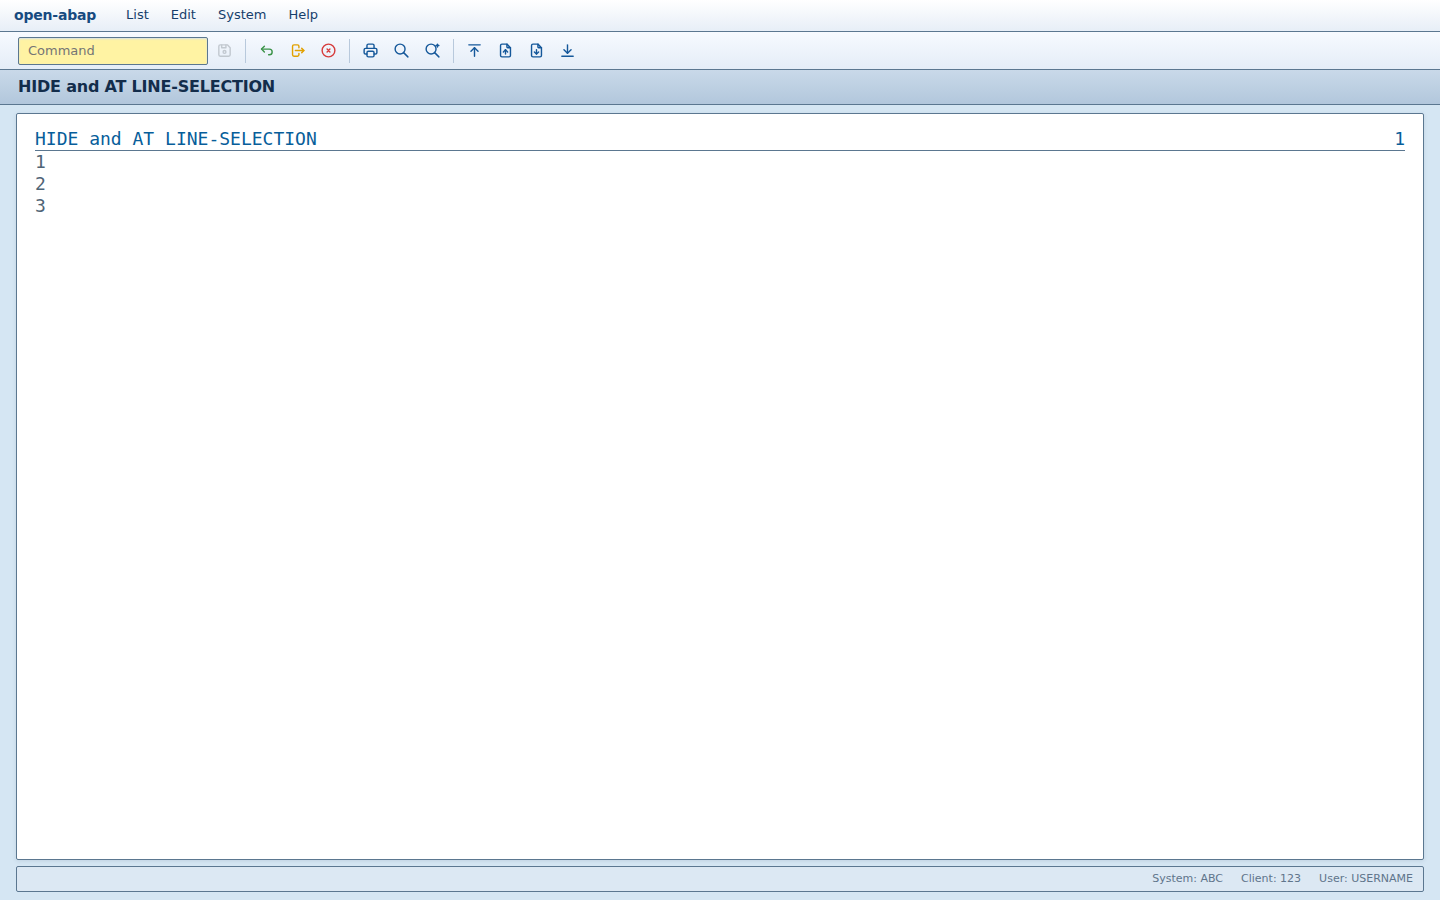 open-abap List Edit System Help
Command
HIDE and AT LINE-SELECTION
HIDE and AT LINE-SELECTION 1
1
2
3
System: ABC Client: 123 User: USERNAME